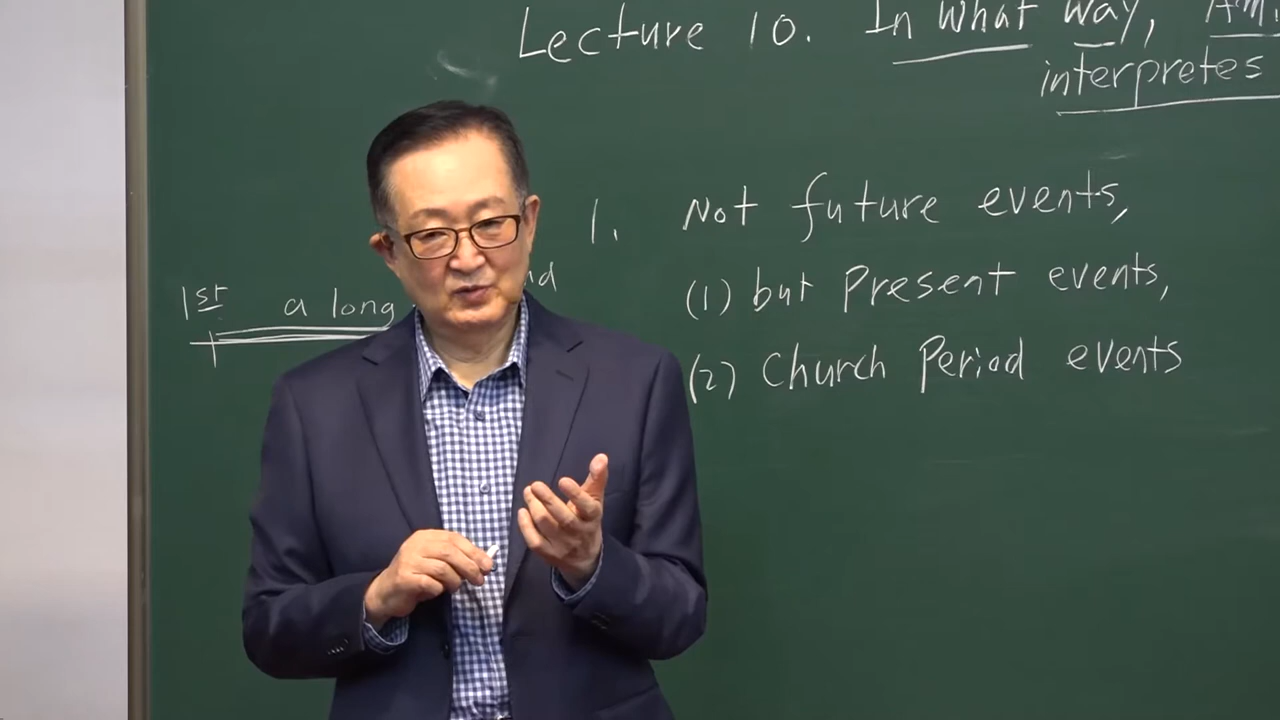 Lecture 10. In What Way,
interpretes
1. Not future events,
(1) but Present events,
(2) Church Period events
1st a long